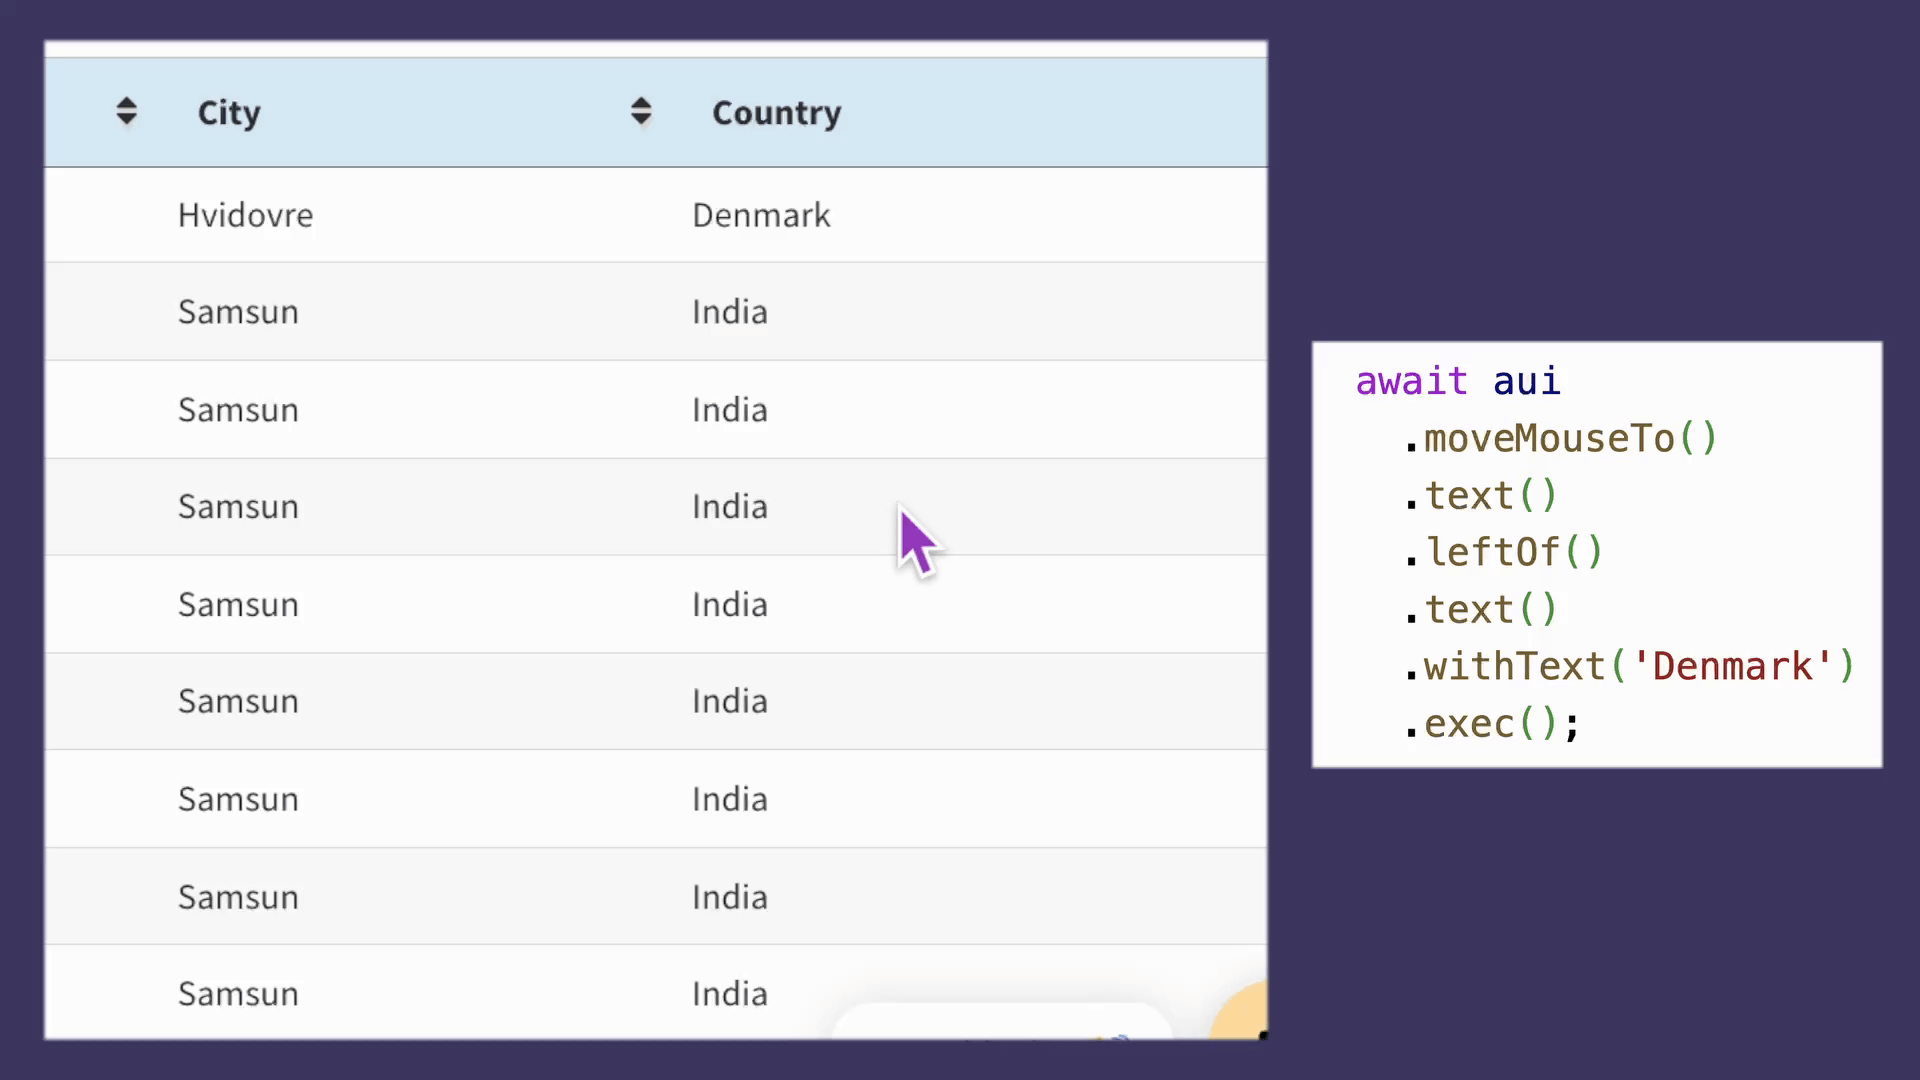 City Country
Hvidovre Denmark
Samsun India
Samsun India
Samsun India
Samsun India
Samsun India
Samsun India
Samsun India
Samsun India
await aui
.moveMouseTo()
.text()
.leftOf()
.text()
.withText('Denmark')
.exec();